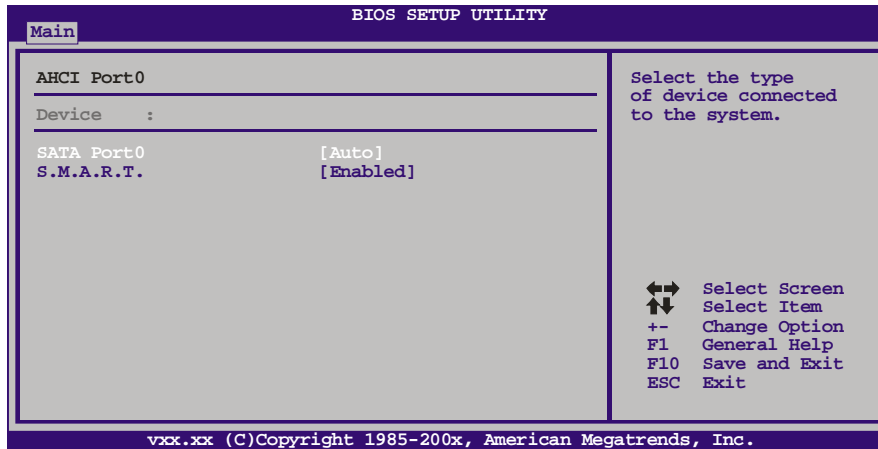 BIOS SETUP UTILITY
Main
AHCI Port0
Device :
SATA Port0 [Auto]
S.M.A.R.T. [Enabled]
Select the type
of device connected
to the system.
Select Screen
Select Item
+- Change Option
F1 General Help
F10 Save and Exit
ESC Exit
vxx.xx (C)Copyright 1985-200x, American Megatrends, Inc.